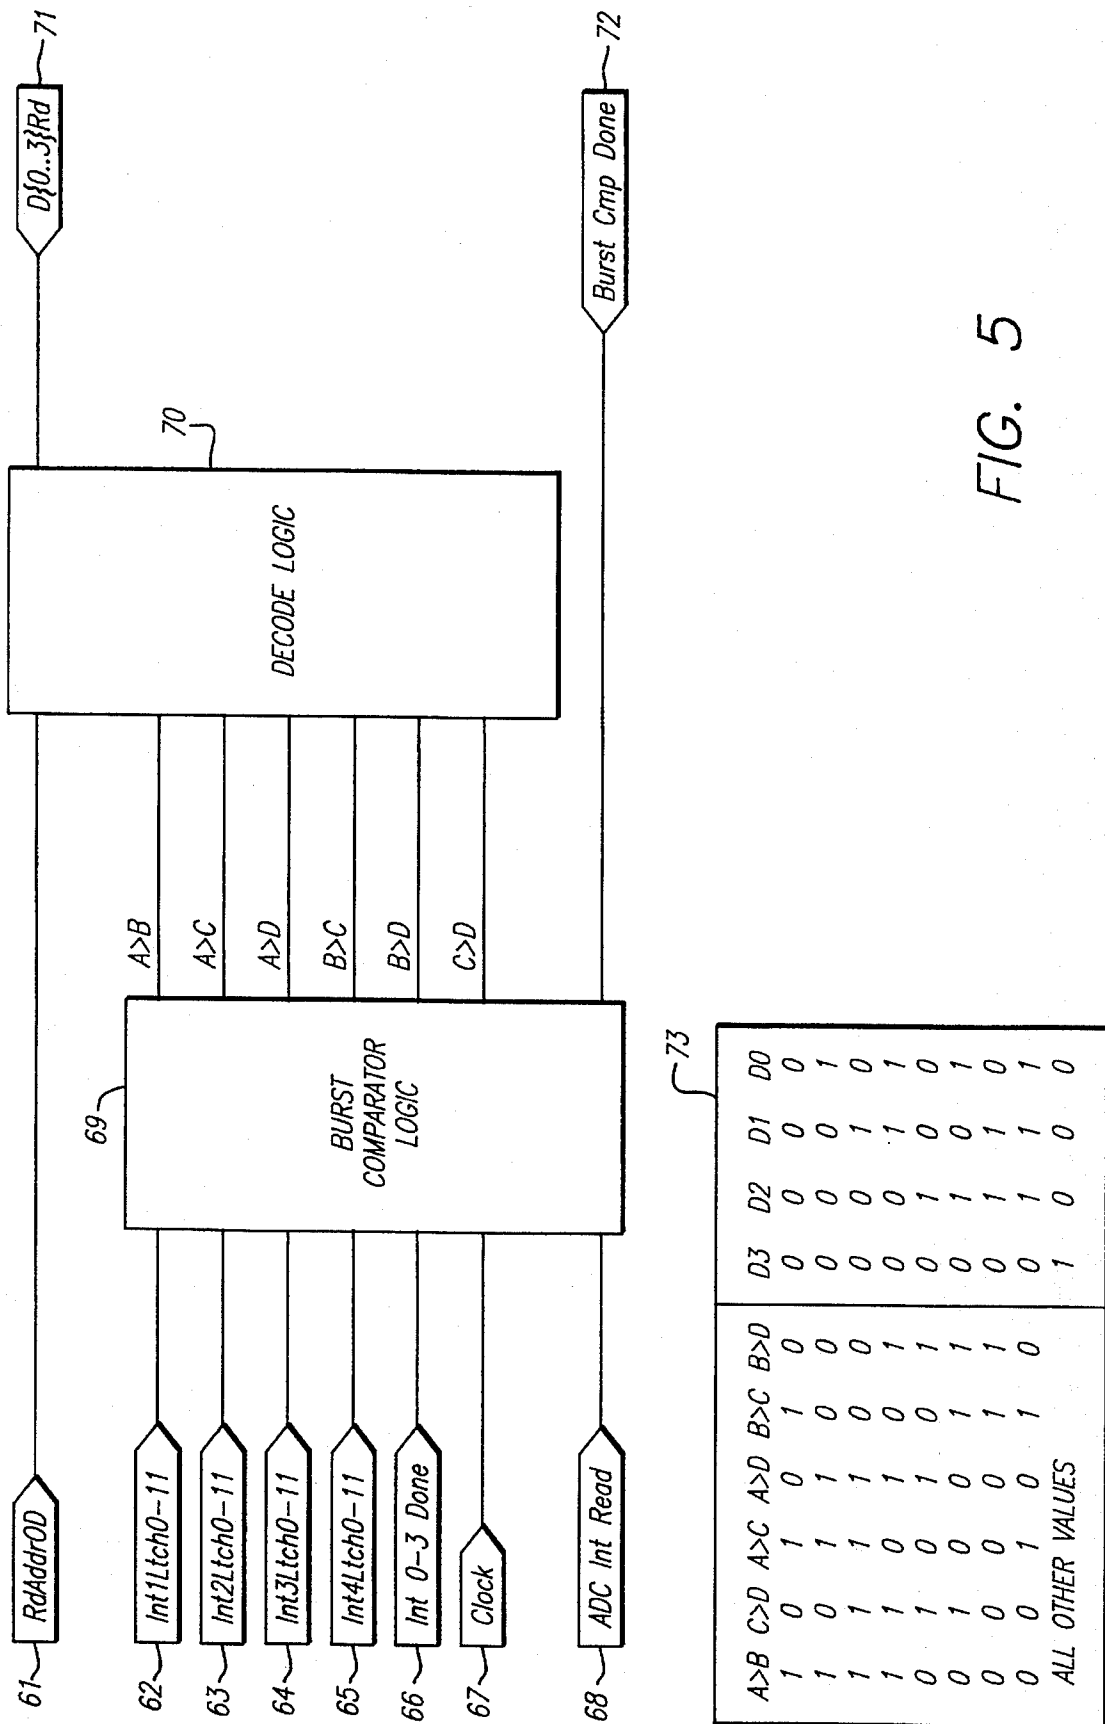 61
RdAddrOD
D{0..3}Rd
71
62
Int1Ltch0-11
63
Int2Ltch0-11
64
Int3Ltch0-11
65
Int4Ltch0-11
66
Int 0-3 Done
67
Clock
68
ADC Int Read
69
BURST
COMPARATOR
LOGIC
A>B
A>C
A>D
B>C
B>D
C>D
70
DECODE LOGIC
Burst Cmp Done
72
73
A>B C>D A>C A>D B>C B>D D3 D2 D1 D0
1 0 1 0 1 0 0 0 0 0
1 0 1 1 0 0 0 0 0 1
1 1 1 1 0 0 0 0 1 0
1 1 0 1 0 1 0 0 1 1
0 1 0 1 0 1 0 1 0 0
0 1 0 0 1 1 0 1 0 1
0 0 0 0 1 1 0 1 1 0
0 0 1 0 1 0 0 1 1 1
ALL OTHER VALUES 1 0 0 0
FIG. 5